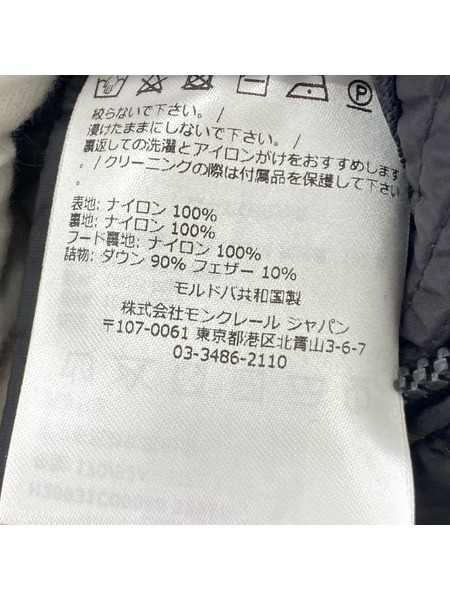 絞らないで下さい。/
浸けたままにしないで下さい。/
裏返しての洗濯とアイロンがけをおすすめします
。/クリーニングの際は付属品を保護して下さい。/
。
表地: ナイロン 100%
裏地: ナイロン 100%
フード裏地: ナイロン 100%
詰物: ダウン 90% フェザー 10%
モルドバ共和国製
株式会社モンクレール ジャパン
〒107-0061 東京都港区北青山3-6-7
03-3486-2110